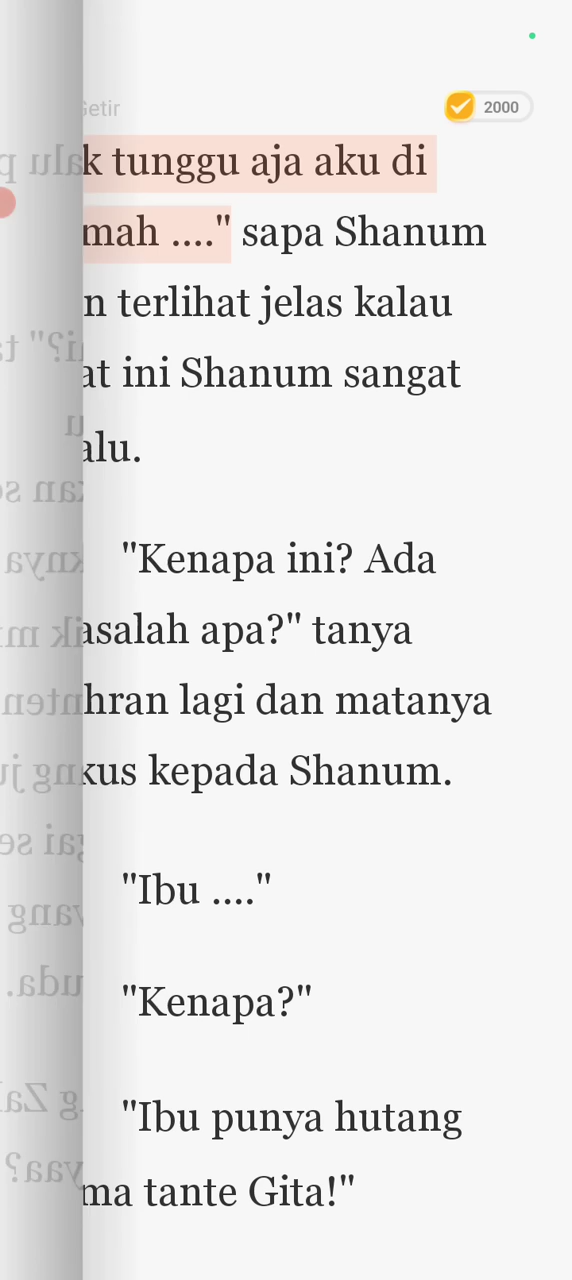 Getir
2000
k tunggu aja aku di
mah ...." sapa Shanum
n terlihat jelas kalau
at ini Shanum sangat
alu.
"Kenapa ini? Ada
asalah apa?" tanya
hran lagi dan matanya
kus kepada Shanum.
"Ibu ...."
"Kenapa?"
"Ibu punya hutang
ma tante Gita!"